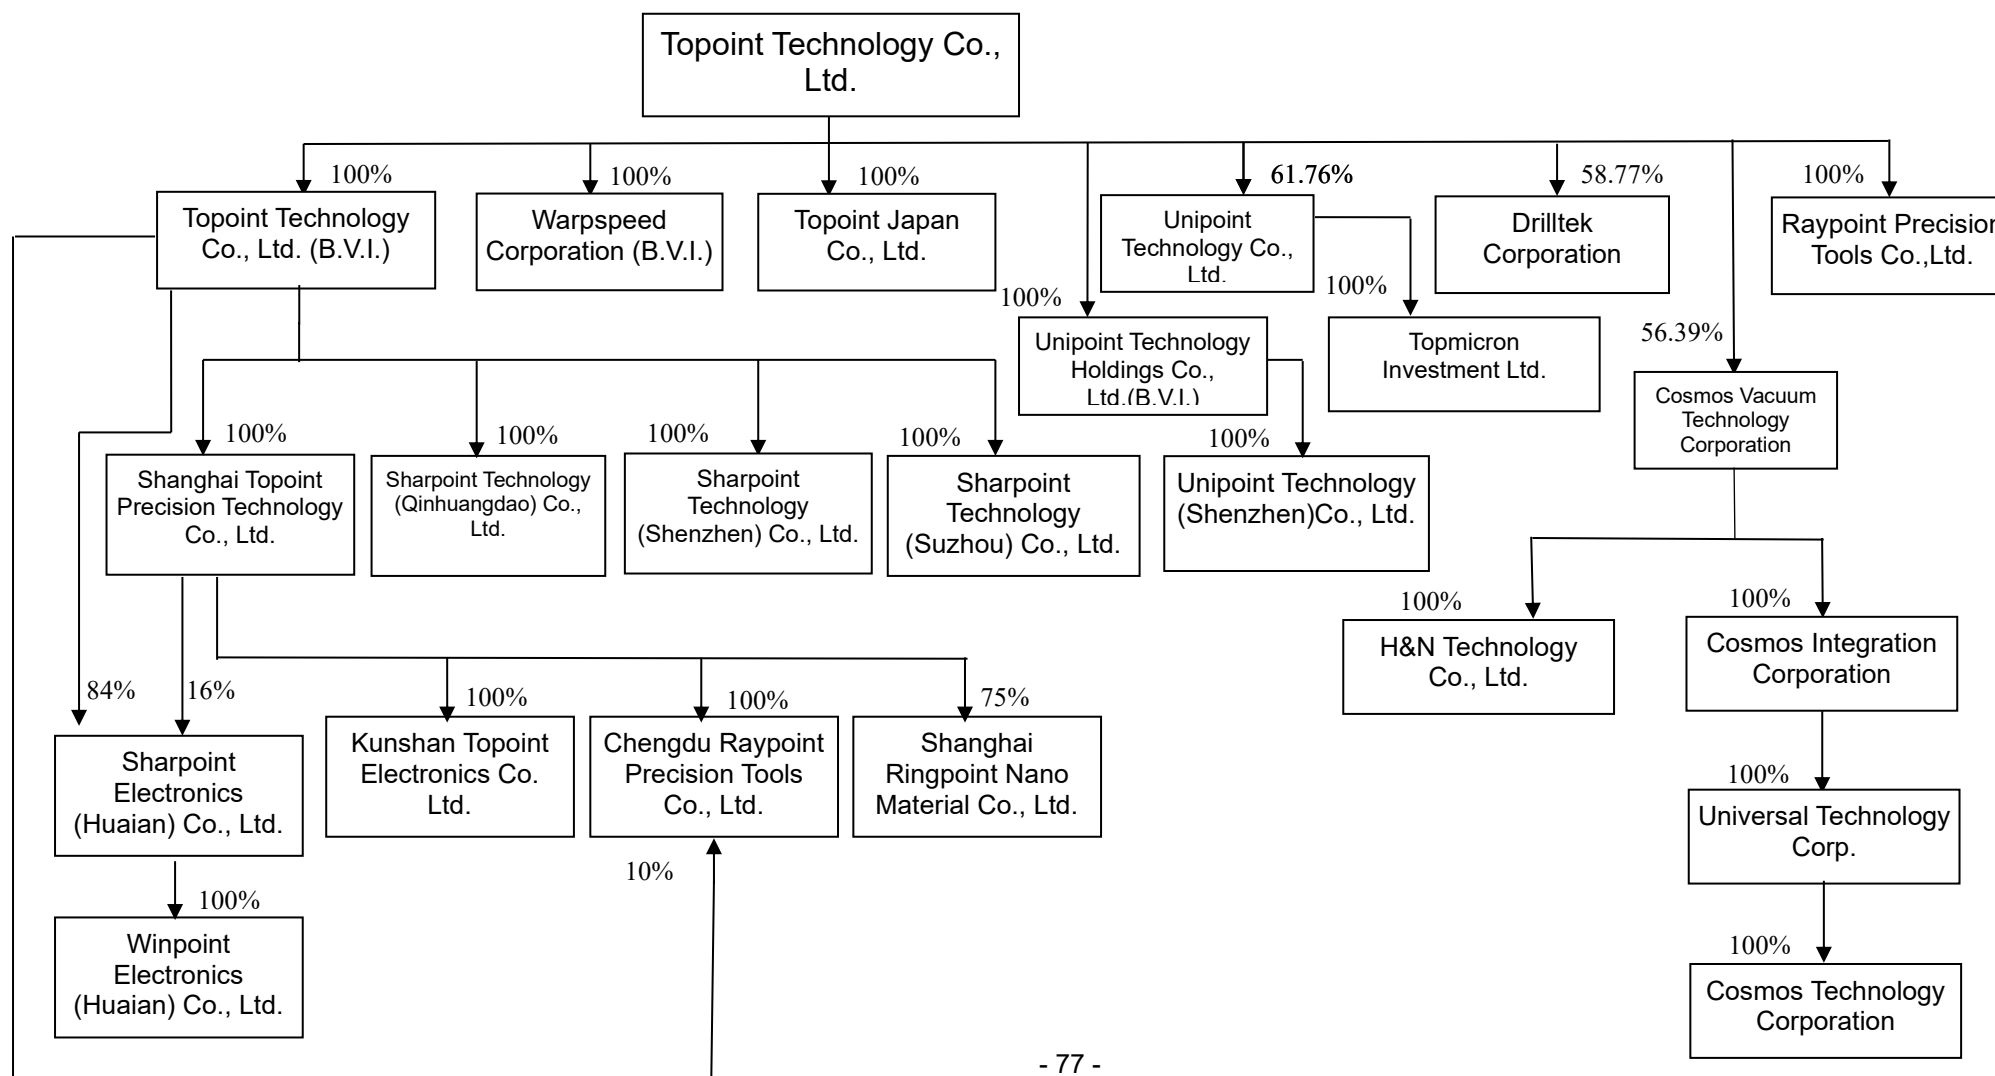 Topoint Technology Co.,
Ltd.
100%
100%
100%
61.76%
58.77%
100%
Topoint Technology
Co., Ltd. (B.V.I.)
Warpspeed
Corporation (B.V.I.)
Topoint Japan
Co., Ltd.
Unipoint
Technology Co.,
Ltd.
Drilltek
Corporation
Raypoint Precision
Tools Co.,Ltd.
100%
100%
56.39%
Unipoint Technology
Holdings Co.,
Ltd.(B.V.I.)
Topmicron
Investment Ltd.
Cosmos Vacuum
Technology
Corporation
100%
100%
100%
100%
100%
Shanghai Topoint
Precision Technology
Co., Ltd.
Sharpoint Technology
(Qinhuangdao) Co.,
Ltd.
Sharpoint
Technology
(Shenzhen) Co., Ltd.
Sharpoint
Technology
(Suzhou) Co., Ltd.
Unipoint Technology
(Shenzhen)Co., Ltd.
100%
100%
H&N Technology
Co., Ltd.
Cosmos Integration
Corporation
84%
16%
100%
100%
75%
Sharpoint
Electronics
(Huaian) Co., Ltd.
Kunshan Topoint
Electronics Co.
Ltd.
Chengdu Raypoint
Precision Tools
Co., Ltd.
Shanghai
Ringpoint Nano
Material Co., Ltd.
100%
Universal Technology
Corp.
10%
100%
Winpoint
Electronics
(Huaian) Co., Ltd.
100%
Cosmos Technology
Corporation
- 77 -